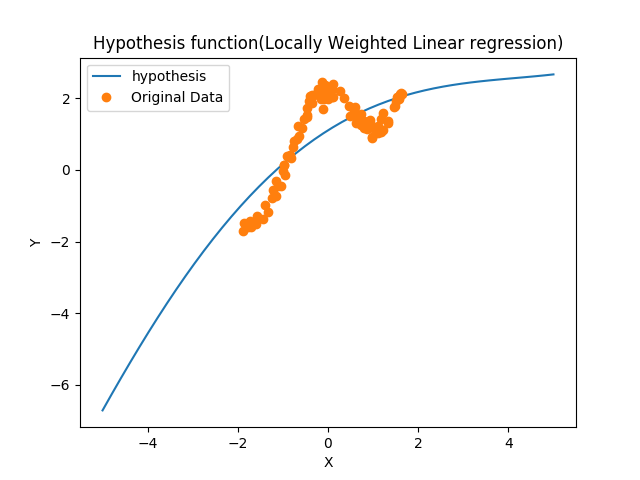 Hypothesis function(Locally Weighted Linear regression)
hypothesis
Original Data
2
0
−2
−4
−6
Y
−4 −2 0 2 4
X